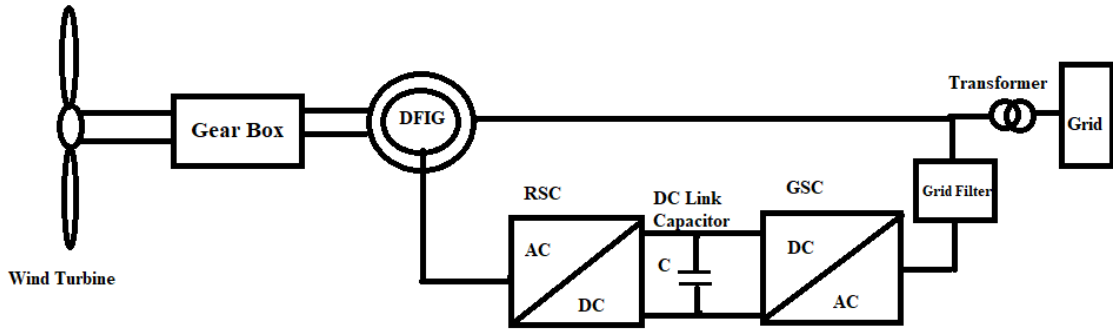 Transformer
DFIG
Gear Box
Grid
Grid Filter
RSC
DC Link
Capacitor
GSC
AC
DC
C
DC
AC
Wind Turbine